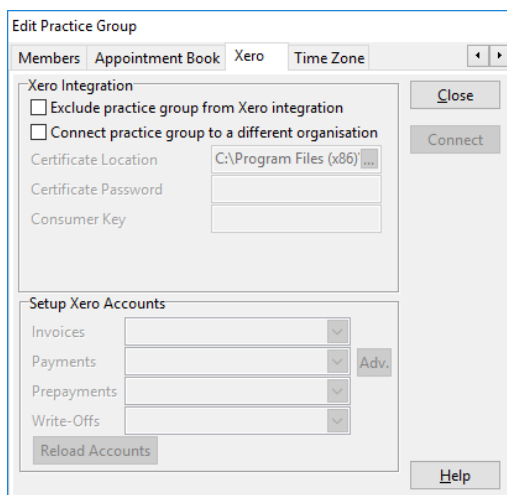 Edit Practice Group
Members Appointment Book Xero Time Zone
Xero Integration
Close
Exclude practice group from Xero integration
Connect practice group to a different organisation
Connect
Certificate Location C:\Program Files (x86)\ ...
Certificate Password
Consumer Key
Setup Xero Accounts
Invoices
Payments Adv.
Prepayments
Write-Offs
Reload Accounts
Help